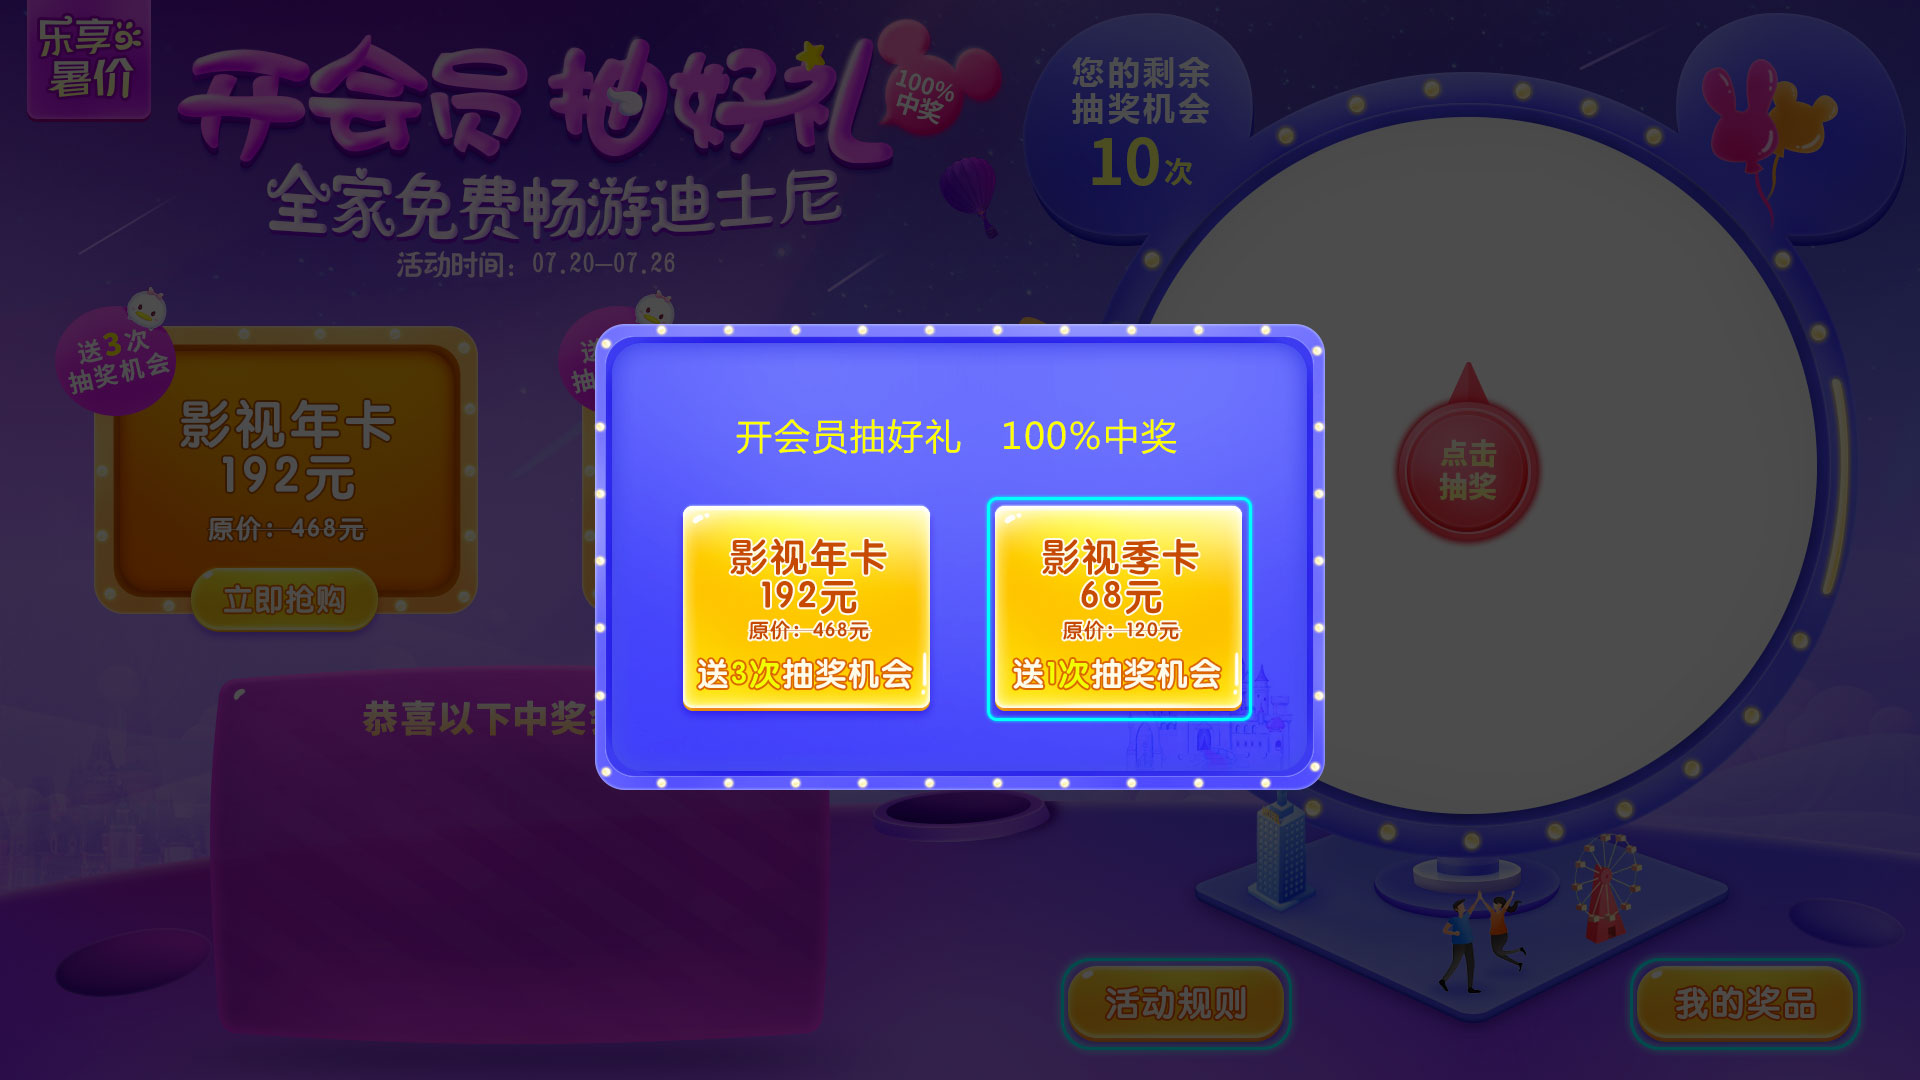 乐享
暑价
开会员 抽好礼
100%
中奖
全家免费畅游迪士尼
活动时间：07.20—07.26
您的剩余
抽奖机会
10次
送3次
抽奖机会
影视年卡
192元
原价：468元
立即抢购
送
抽
恭喜以下中奖
开会员抽好礼 100%中奖
影视年卡
192元
原价：468元
送3次抽奖机会
影视季卡
68元
原价：120元
送1次抽奖机会
点击
抽奖
活动规则
我的奖品